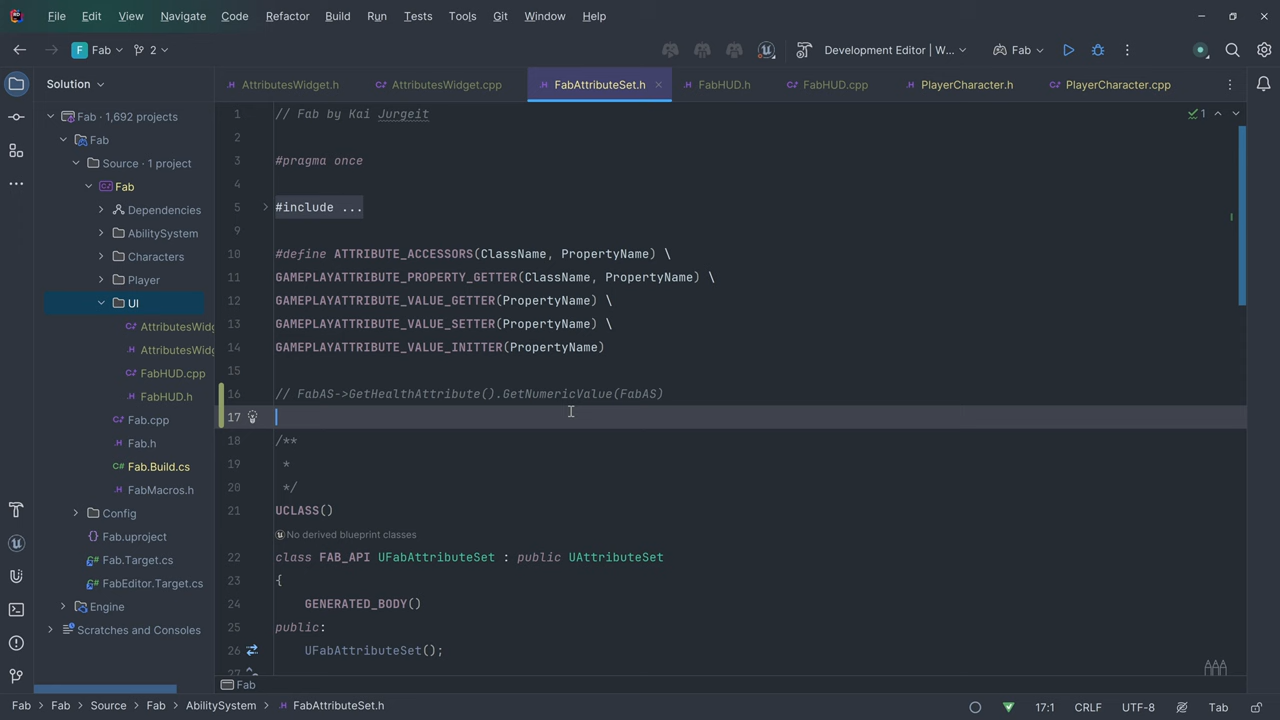 File Edit View Navigate Code Refactor Build Run Tests Tools Git Window Help
Fab 2 Development Editor | W... Fab
Solution
AttributesWidget.h AttributesWidget.cpp FabAttributeSet.h FabHUD.h FabHUD.cpp PlayerCharacter.h PlayerCharacter.cpp
Fab · 1,692 projects
Fab
Source · 1 project
Fab
Dependencies
AbilitySystem
Characters
Player
UI
AttributesWidg
AttributesWidg
FabHUD.cpp
FabHUD.h
Fab.cpp
Fab.h
Fab.Build.cs
FabMacros.h
Config
Fab.uproject
Fab.Target.cs
FabEditor.Target.cs
Engine
Scratches and Consoles
1 // Fab by Kai Jurgeit
1
2
3 #pragma once
4
5 #include ...
9
10 #define ATTRIBUTE_ACCESSORS(ClassName, PropertyName) \
11 GAMEPLAYATTRIBUTE_PROPERTY_GETTER(ClassName, PropertyName) \
12 GAMEPLAYATTRIBUTE_VALUE_GETTER(PropertyName) \
13 GAMEPLAYATTRIBUTE_VALUE_SETTER(PropertyName) \
14 GAMEPLAYATTRIBUTE_VALUE_INITTER(PropertyName)
15
16 // FabAS->GetHealthAttribute().GetNumericValue(FabAS)
17
18 /**
19 *
20 */
21 UCLASS()
No derived blueprint classes
22 class FAB_API UFabAttributeSet : public UAttributeSet
23 {
24 GENERATED_BODY()
25 public:
26 UFabAttributeSet();
27
Fab
Fab Fab Source Fab AbilitySystem FabAttributeSet.h 17:1 CRLF UTF-8 Tab